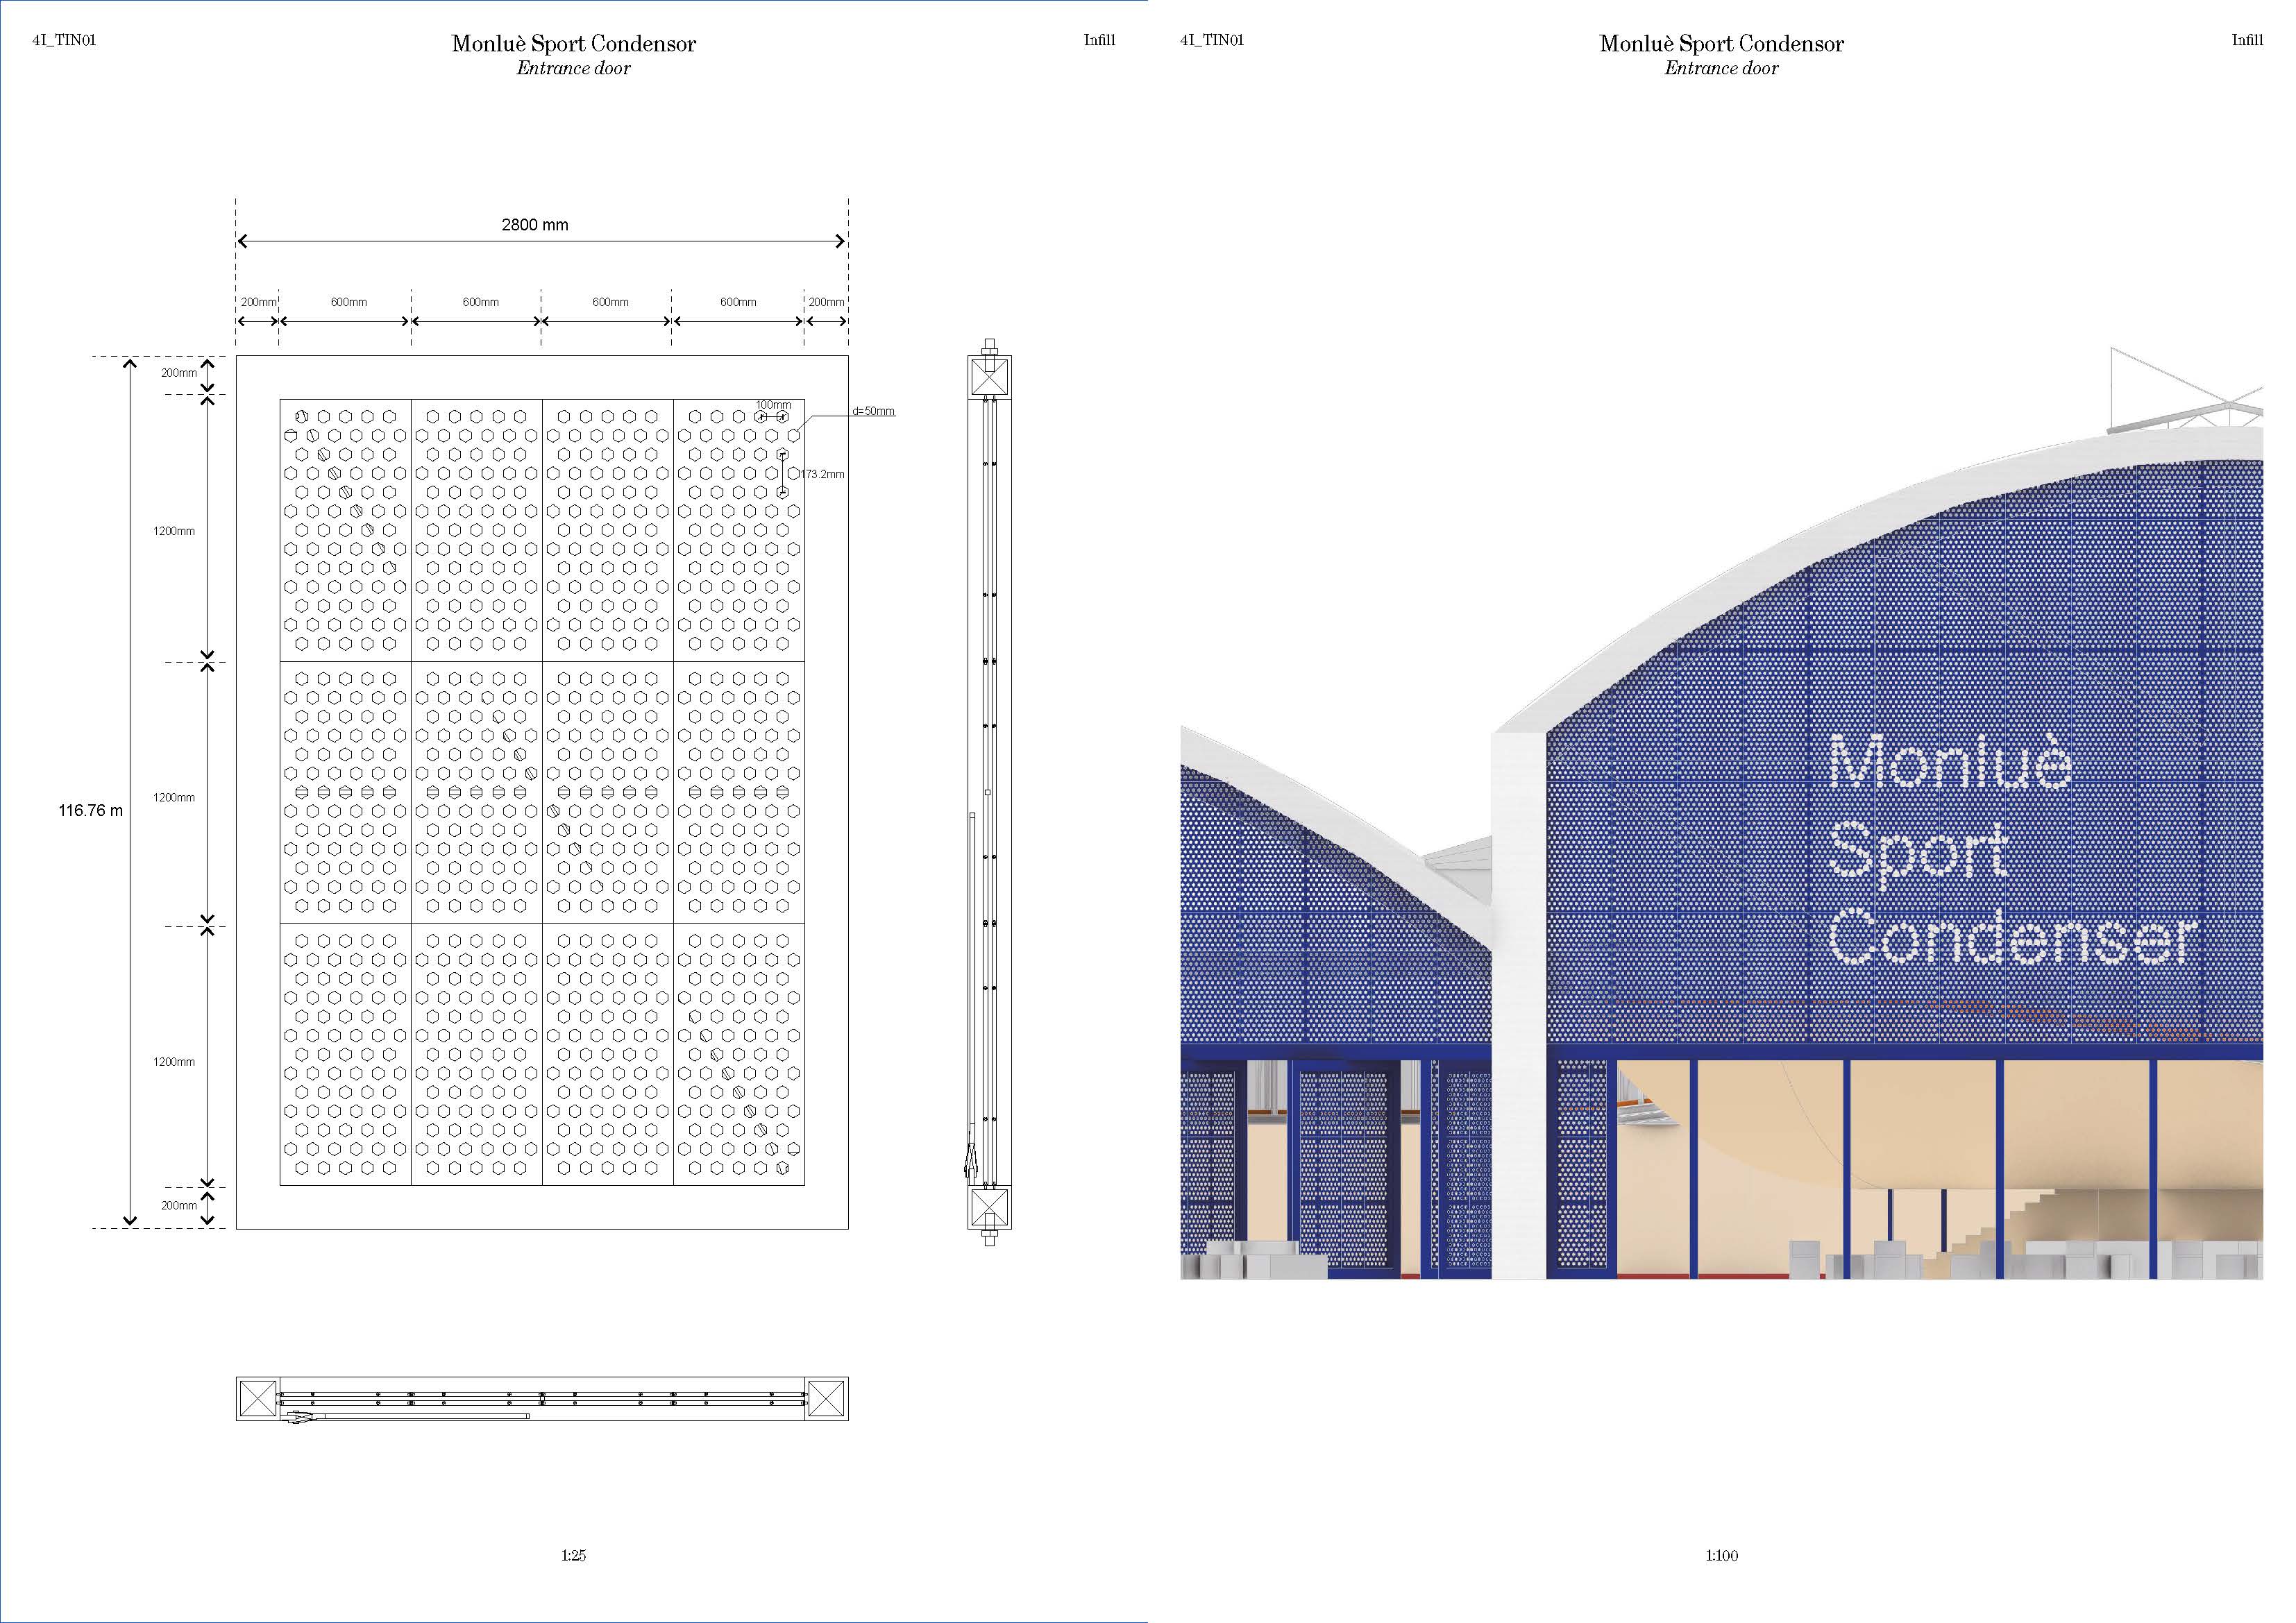 4I_TIN01
Monluè Sport Condensor
Entrance door
Infill
2800 mm
200mm
600mm
600mm
600mm
600mm
200mm
200mm
100mm
d=50mm
173.2mm
1200mm
1200mm
116.76 m
1200mm
200mm
1:25
4I_TIN01
Monluè Sport Condensor
Entrance door
Infill
Monluè
Sport
Condenser
1:100